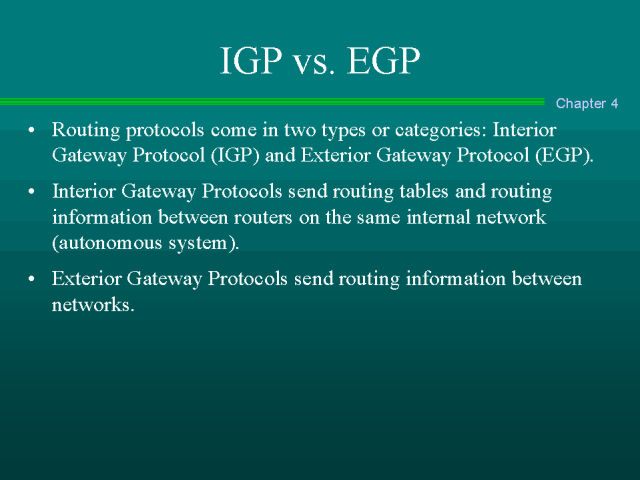 IGP vs. EGP
Chapter 4
• Routing protocols come in two types or categories: Interior
Gateway Protocol (IGP) and Exterior Gateway Protocol (EGP).
• Interior Gateway Protocols send routing tables and routing
information between routers on the same internal network
(autonomous system).
• Exterior Gateway Protocols send routing information between
networks.